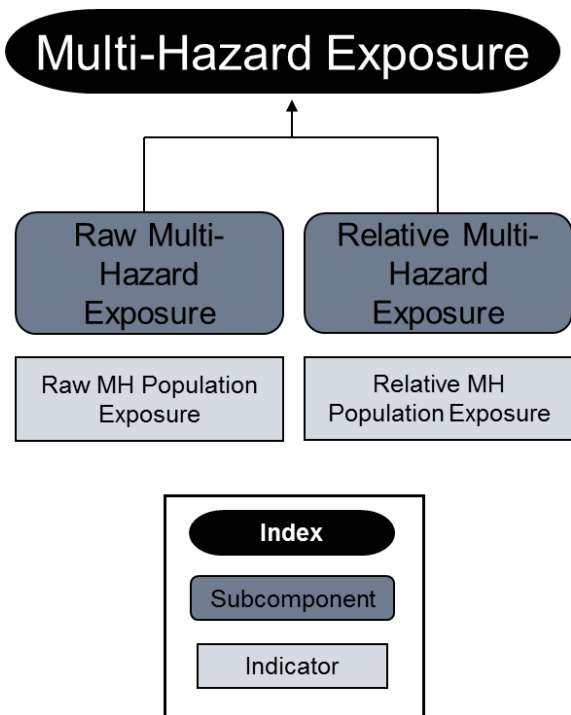 Multi-Hazard Exposure
Raw Multi-
Hazard
Exposure
Relative Multi-
Hazard
Exposure
Raw MH Population
Exposure
Relative MH
Population Exposure
Index
Subcomponent
Indicator